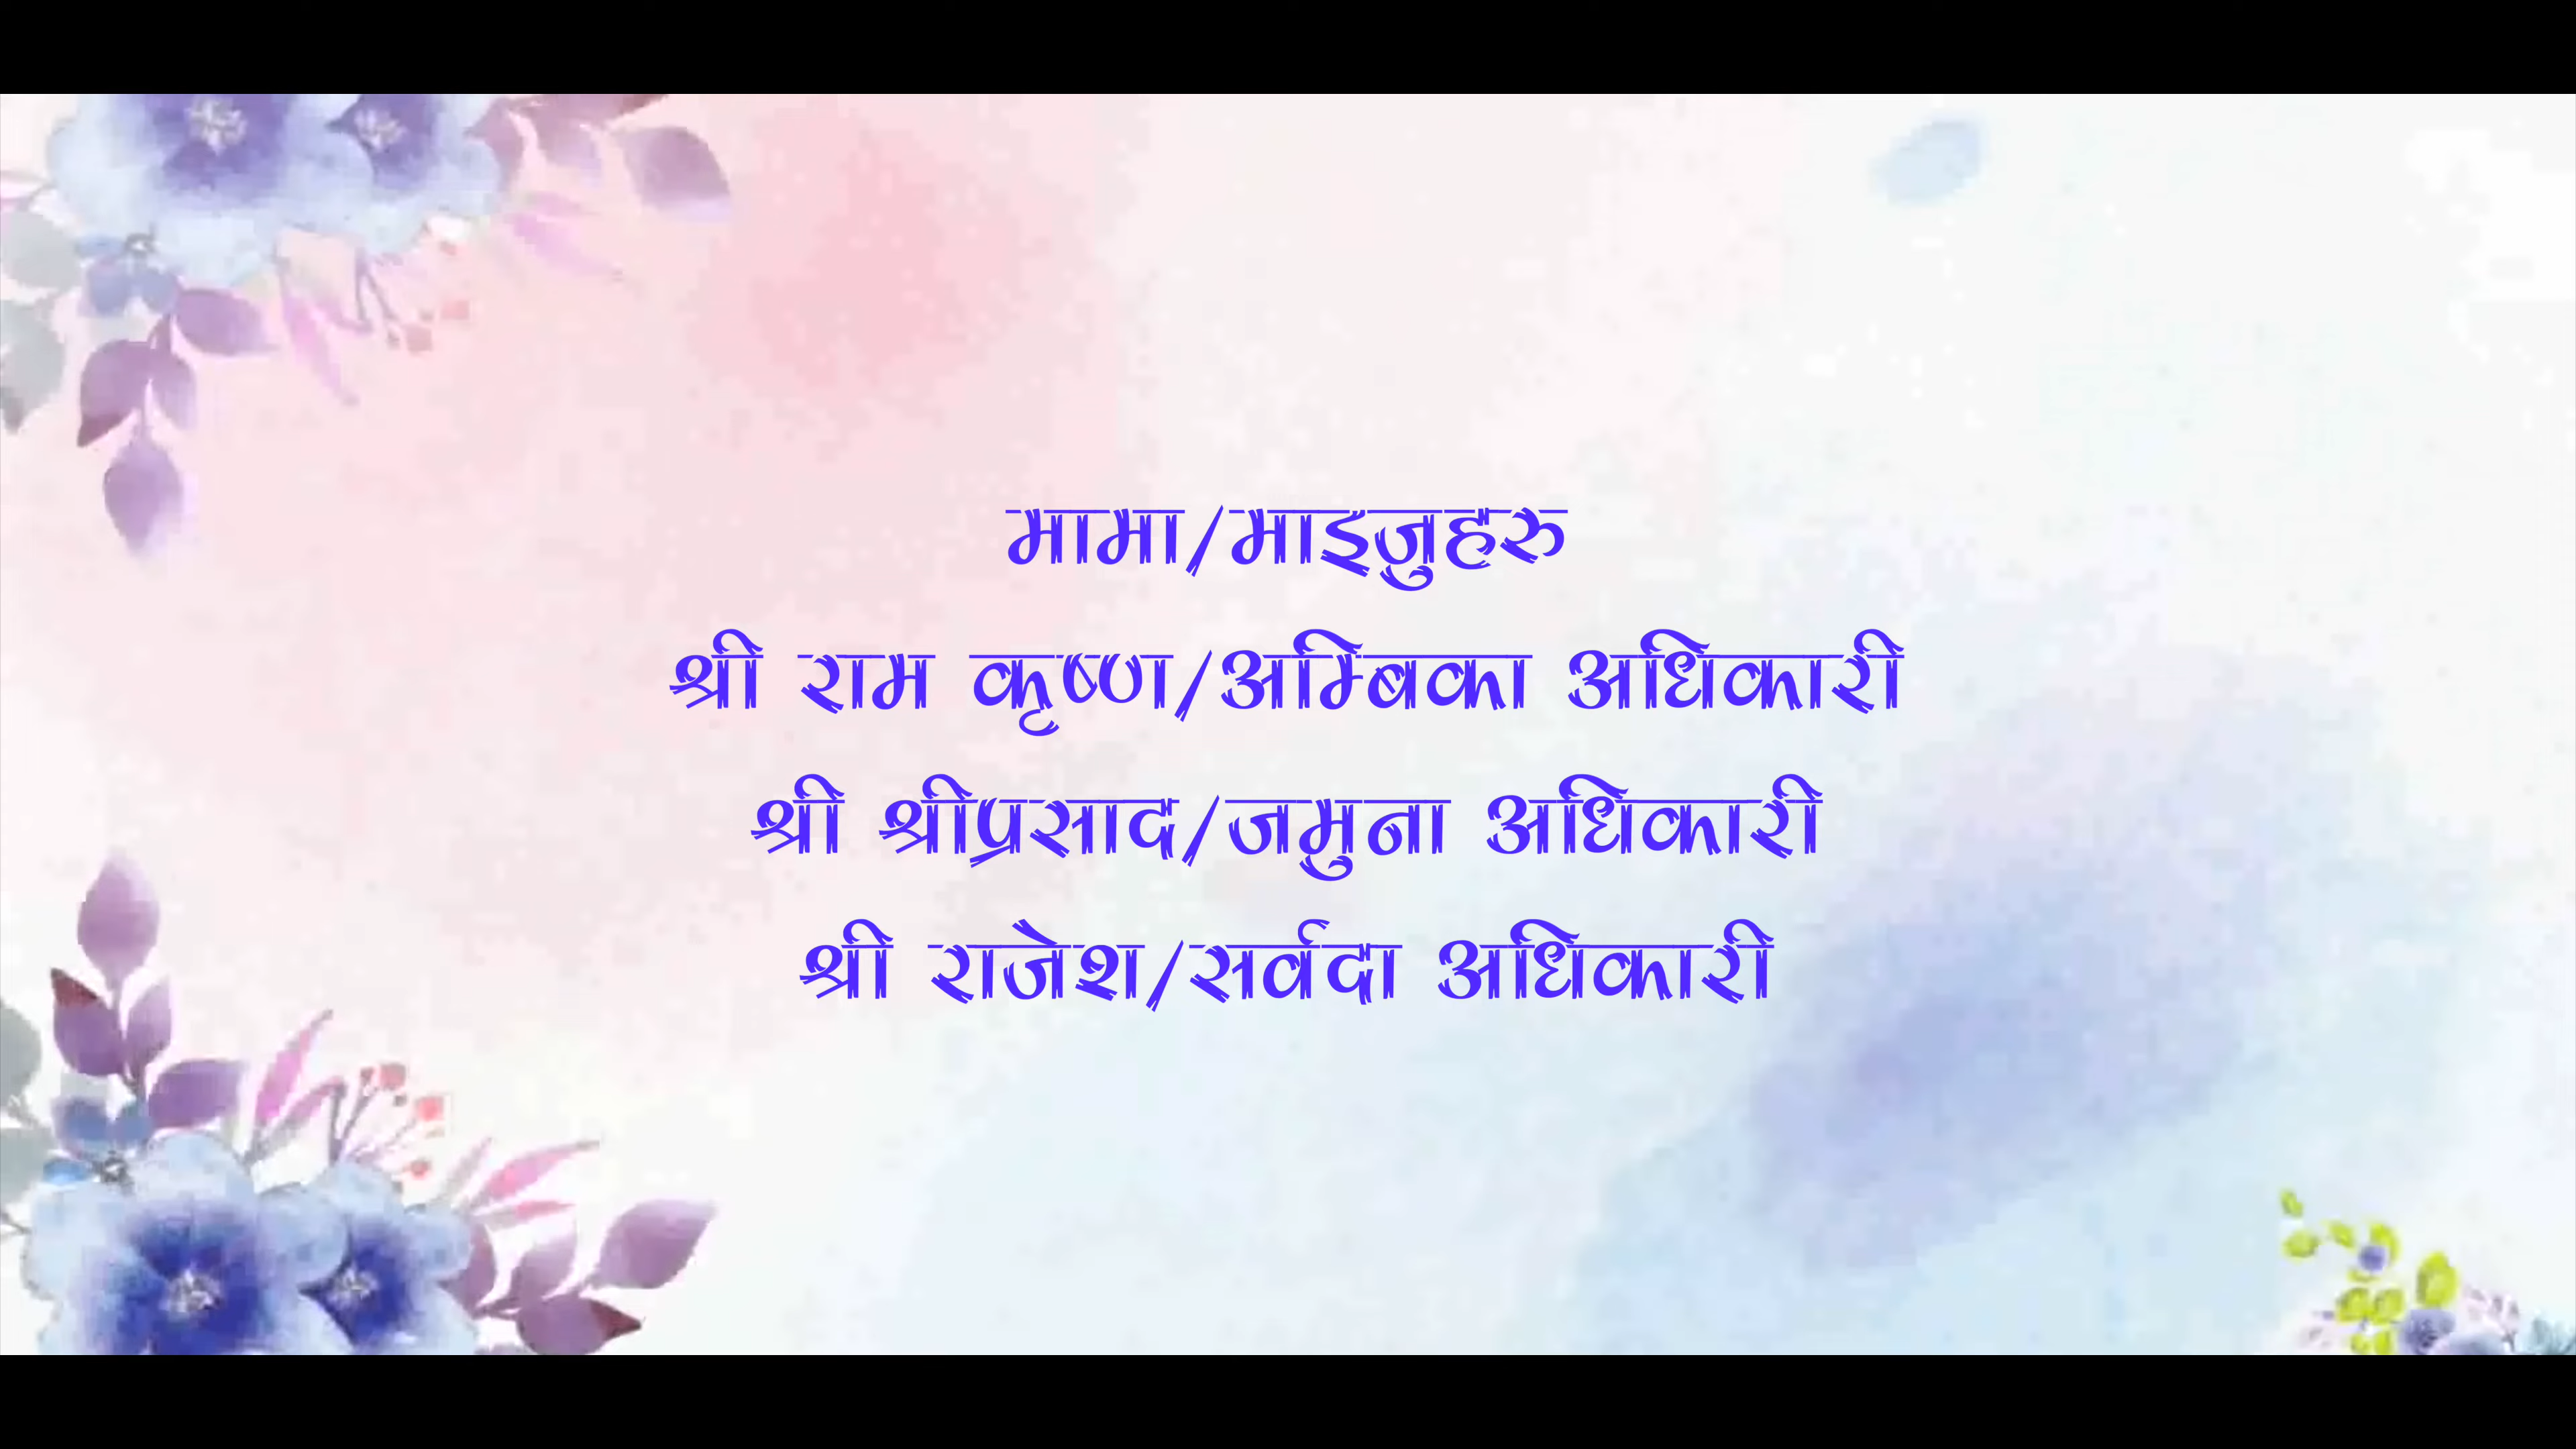 मामा/माइजुहरु
श्री राम कृष्ण/अम्बिका अधिकारी
श्री श्रीप्रसाद/जमुना अधिकारी
श्री राजेश/सर्वदा अधिकारी